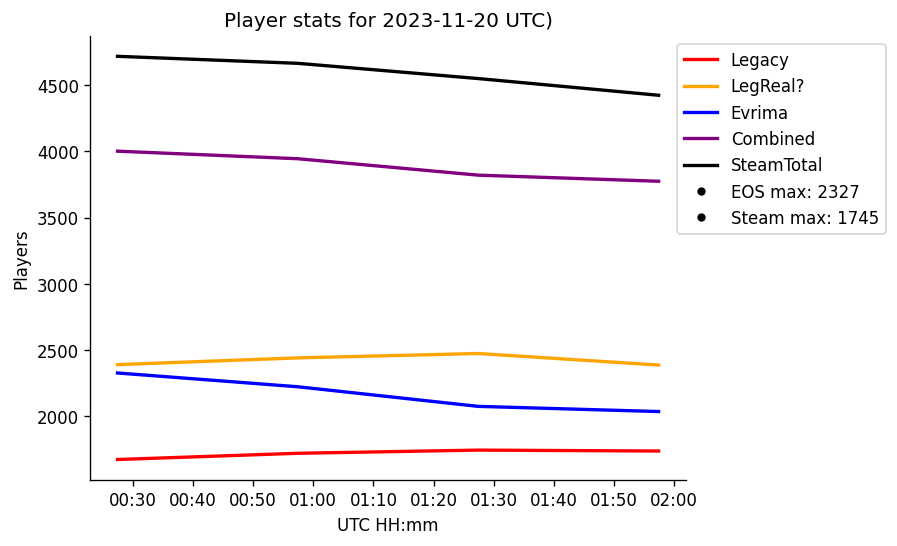 Player stats for 2023-11-20 UTC)
Legacy
LegReal?
Evrima
Combined
SteamTotal
EOS max: 2327
Steam max: 1745
Players
4500
4000
3500
3000
2500
2000
00:30 00:40 00:50 01:00 01:10 01:20 01:30 01:40 01:50 02:00
UTC HH:mm